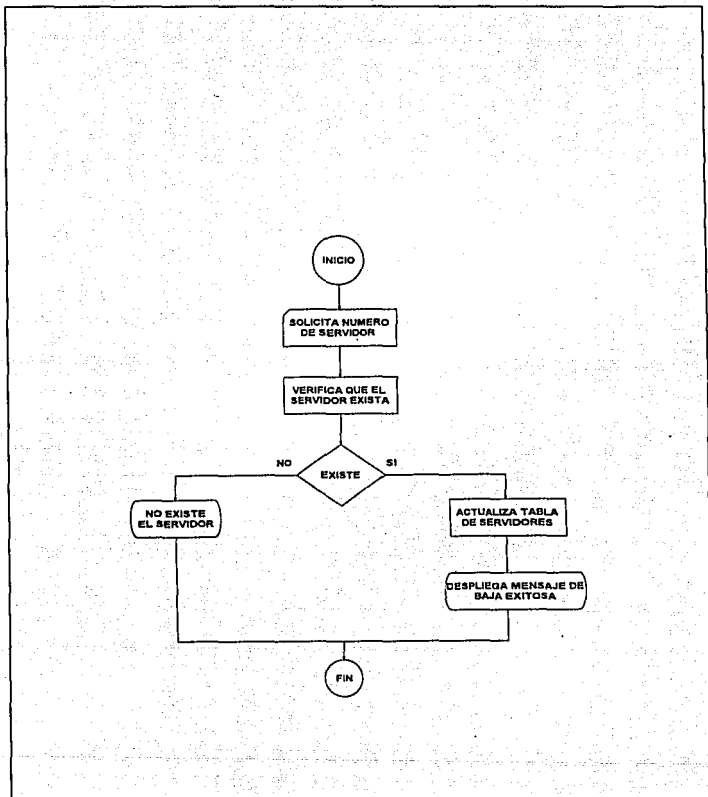 INICIO
SOLICITA NUMERO
DE SERVIDOR
VERIFICA QUE EL
SERVIDOR EXISTA
NO
SI
EXISTE
NO EXISTE
EL SERVIDOR
ACTUALIZA TABLA
DE SERVIDORES
DESPLIEGA MENSAJE DE
BAJA EXITOSA
FIN